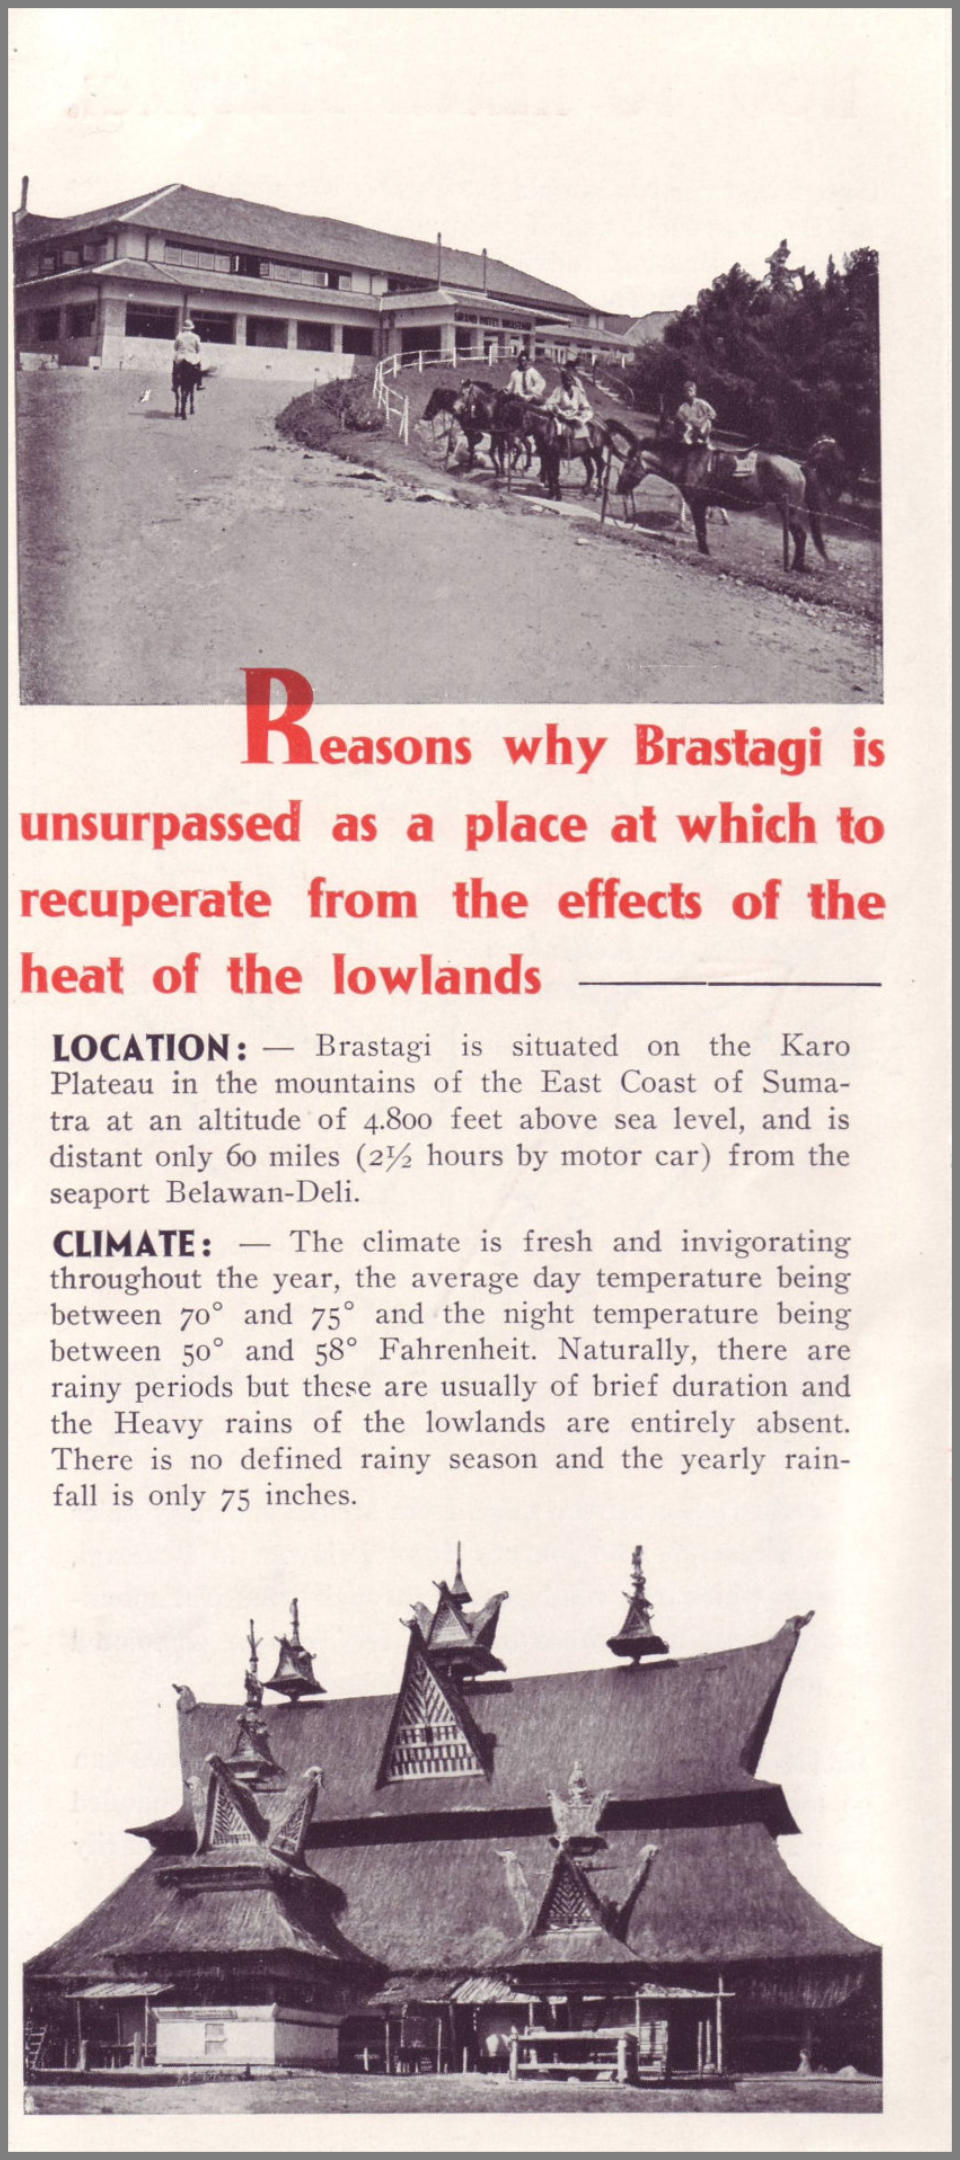 GRAND HOTEL BRASTAGI
Reasons why Brastagi is
unsurpassed as a place at which to
recuperate from the effects of the
heat of the lowlands
LOCATION: — Brastagi is situated on the Karo
Plateau in the mountains of the East Coast of Suma-
tra at an altitude of 4.800 feet above sea level, and is
distant only 60 miles (2½ hours by motor car) from the
seaport Belawan-Deli.
CLIMATE: — The climate is fresh and invigorating
throughout the year, the average day temperature being
between 70° and 75° and the night temperature being
between 50° and 58° Fahrenheit. Naturally, there are
rainy periods but these are usually of brief duration and
the Heavy rains of the lowlands are entirely absent.
There is no defined rainy season and the yearly rain-
fall is only 75 inches.